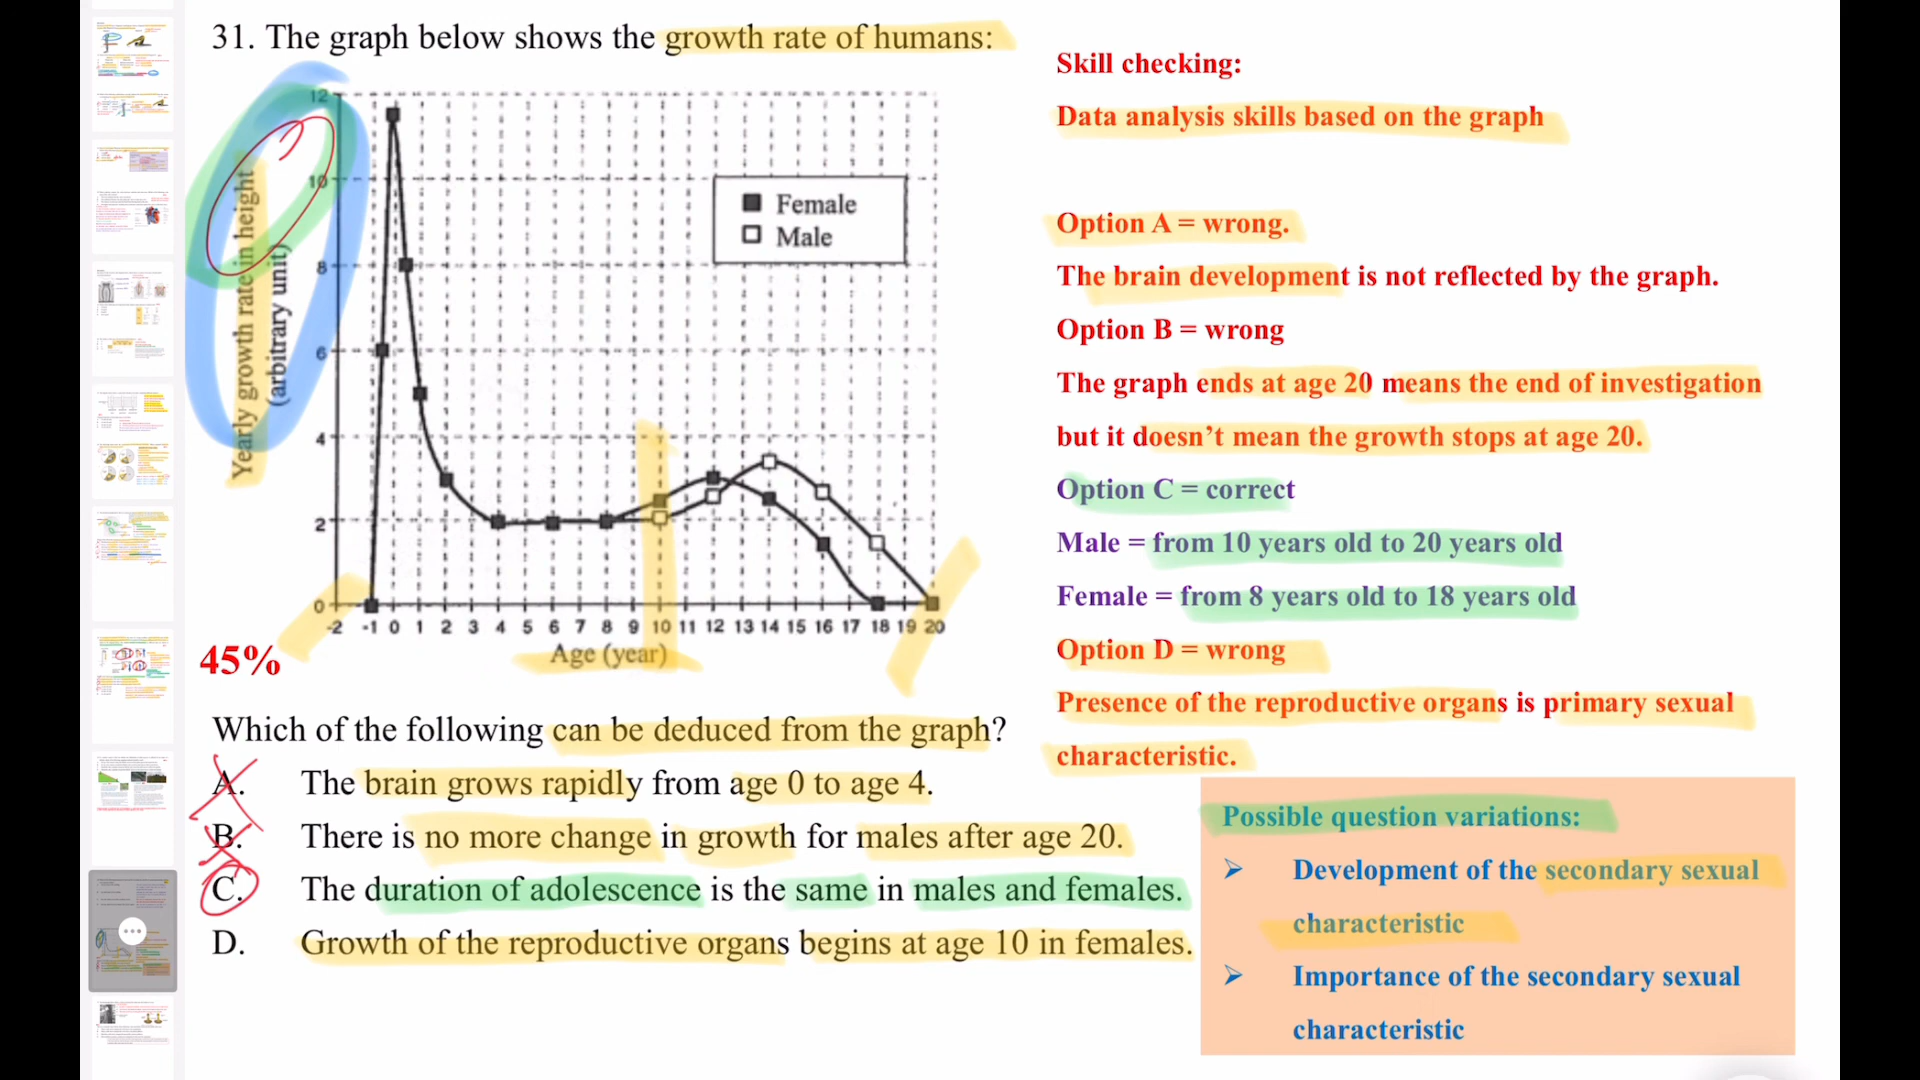 31. The graph below shows the growth rate of humans:
12
10
8
6
4
2
0
Yearly growth rate in height
(arbitrary unit)
Female
Male
-2 -1 0 1 2 3 4 5 6 7 8 9 10 11 12 13 14 15 16 17 18 19 20
Age (year)
45%
Which of the following can be deduced from the graph?
A. The brain grows rapidly from age 0 to age 4.
B. There is no more change in growth for males after age 20.
C. The duration of adolescence is the same in males and females.
D. Growth of the reproductive organs begins at age 10 in females.
Skill checking:
Data analysis skills based on the graph
Option A = wrong.
The brain development is not reflected by the graph.
Option B = wrong
The graph ends at age 20 means the end of investigation
but it doesn’t mean the growth stops at age 20.
Option C = correct
Male = from 10 years old to 20 years old
Female = from 8 years old to 18 years old
Option D = wrong
Presence of the reproductive organs is primary sexual
characteristic.
Possible question variations:
➢ Development of the secondary sexual
characteristic
➢ Importance of the secondary sexual
characteristic